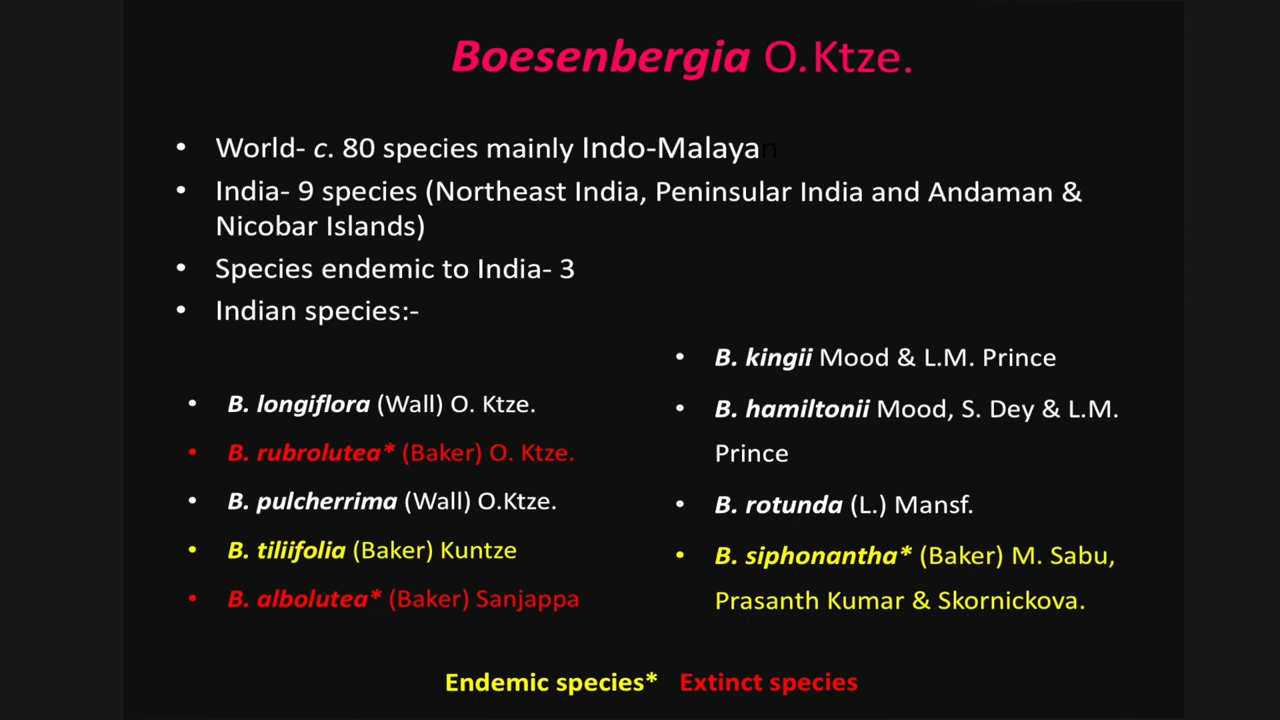 Boesenbergia O.Ktze.
• World- c. 80 species mainly Indo-Malayan
• India- 9 species (Northeast India, Peninsular India and Andaman &
Nicobar Islands)
• Species endemic to India- 3
• Indian species:-
• B. longiflora (Wall) O. Ktze.
• B. rubrolutea* (Baker) O. Ktze.
• B. pulcherrima (Wall) O.Ktze.
• B. tiliifolia (Baker) Kuntze
• B. albolutea* (Baker) Sanjappa
• B. kingii Mood & L.M. Prince
• B. hamiltonii Mood, S. Dey & L.M.
Prince
• B. rotunda (L.) Mansf.
• B. siphonantha* (Baker) M. Sabu,
Prasanth Kumar & Skornickova.
Endemic species* Extinct species